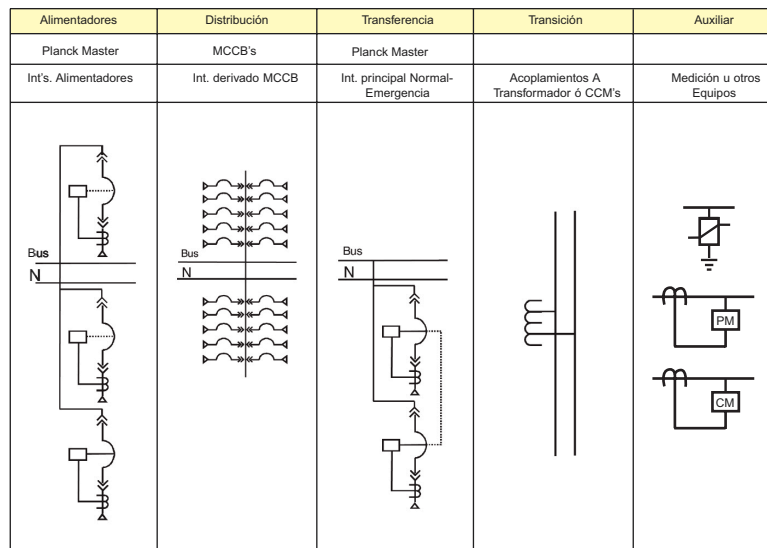 Alimentadores
Distribución
Transferencia
Transición
Auxiliar
Planck Master
MCCB's
Planck Master
Int's. Alimentadores
Int. derivado MCCB
Int. principal Normal-
Emergencia
Acoplamientos A
Transformador ó CCM's
Medición u otros
Equipos
Bus
N
Bus
N
Bus
N
PM
CM